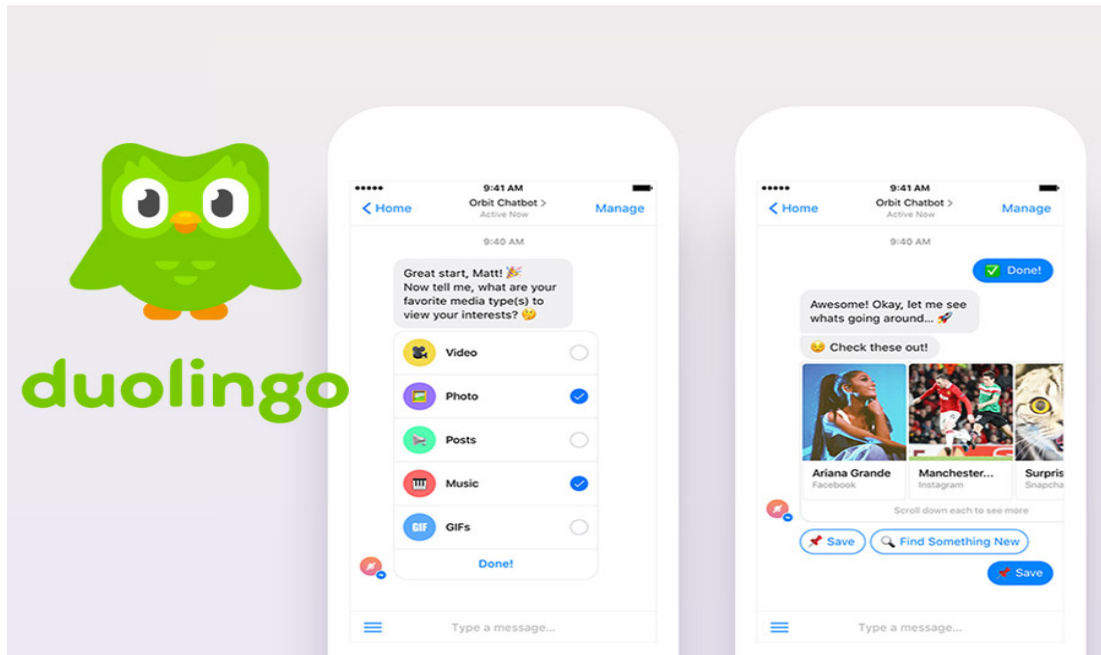 duolingo
9:41 AM
Home
Orbit Chatbot >
Active Now
Manage
9:40 AM
Great start, Matt! 🎉
Now tell me, what are your
favorite media type(s) to
view your interests? 🤔
Video
Photo
Posts
Music
GIF
GIFs
Done!
Type a message...
9:41 AM
Home
Orbit Chatbot >
Active Now
Manage
9:40 AM
✅ Done!
Awesome! Okay, let me see
whats going around... 🚀
😏 Check these out!
Ariana Grande
Facebook
Manchester...
Instagram
Surpris
Snapcha
Scroll down each to see more
📌 Save
🔍 Find Something New
📌 Save
Type a message...